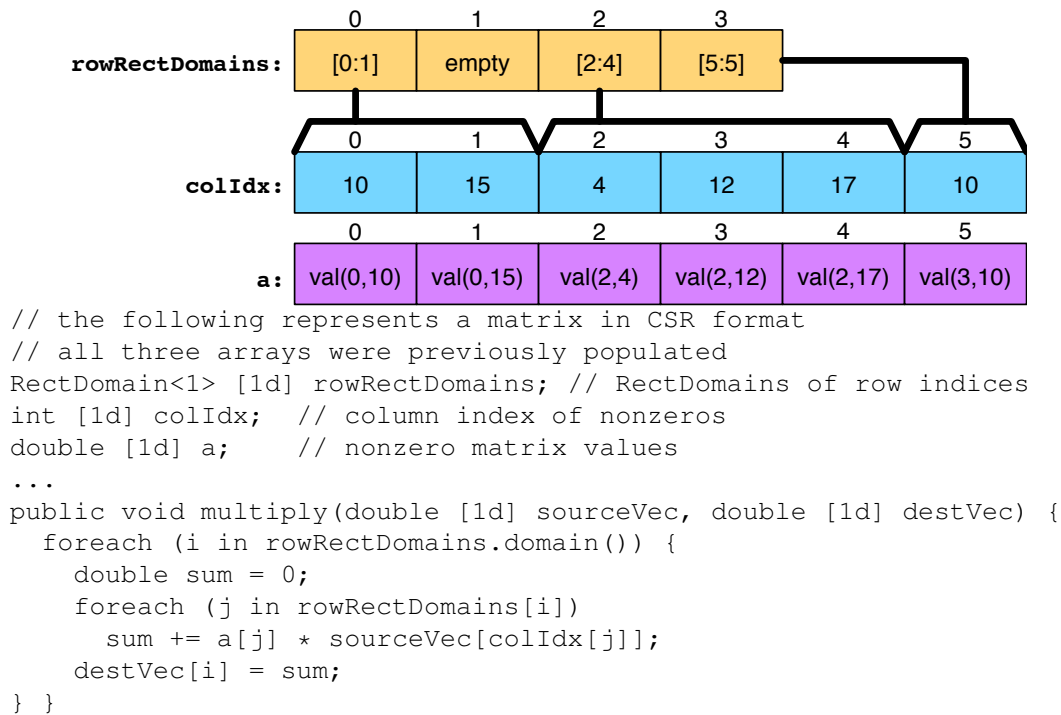 0 1 2 3
rowRectDomains: [0:1] empty [2:4] [5:5]
0 1 2 3 4 5
colIdx: 10 15 4 12 17 10
0 1 2 3 4 5
a: val(0,10) val(0,15) val(2,4) val(2,12) val(2,17) val(3,10)
// the following represents a matrix in CSR format
// all three arrays were previously populated
RectDomain<1> [1d] rowRectDomains; // RectDomains of row indices
int [1d] colIdx;  // column index of nonzeros
double [1d] a;    // nonzero matrix values
...
public void multiply(double [1d] sourceVec, double [1d] destVec) {
  foreach (i in rowRectDomains.domain()) {
    double sum = 0;
    foreach (j in rowRectDomains[i])
      sum += a[j] * sourceVec[colIdx[j]];
    destVec[i] = sum;
} }